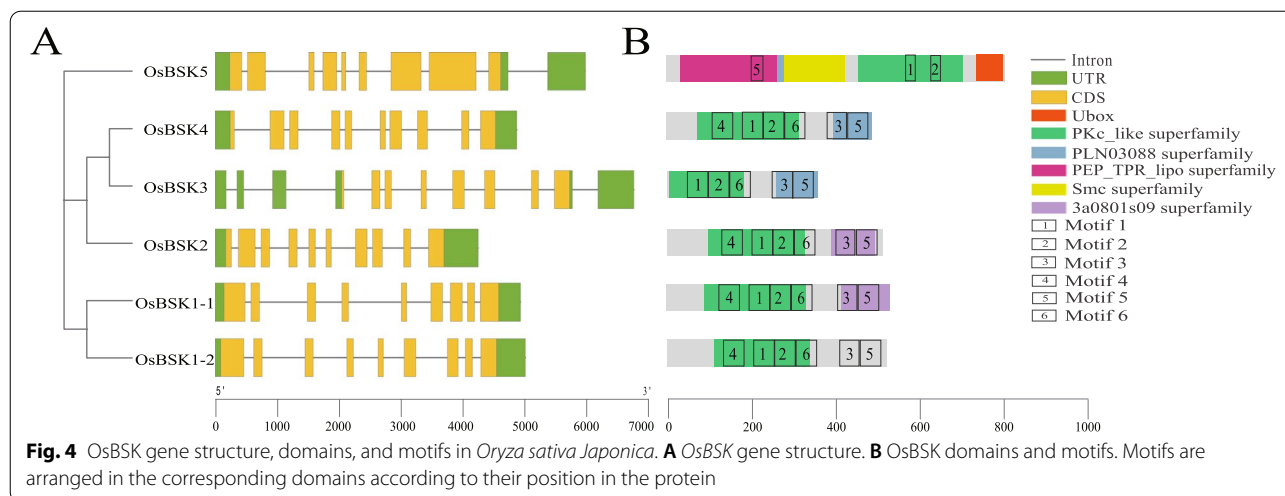 A
B
OsBSK5
OsBSK4
OsBSK3
OsBSK2
OsBSK1-1
OsBSK1-2
5'
3'
0 1000 2000 3000 4000 5000 6000 7000
5 1 2
4 1 2 6 3 5
1 2 6 3 5
4 1 2 6 3 5
4 1 2 6 3 5
4 1 2 6 3 5
0 200 400 600 800 1000
Intron
UTR
CDS
Ubox
PKc_like superfamily
PLN03088 superfamily
PEP_TPR_lipo superfamily
Smc superfamily
3a0801s09 superfamily
1 Motif 1
2 Motif 2
3 Motif 3
4 Motif 4
5 Motif 5
6 Motif 6
Fig. 4 OsBSK gene structure, domains, and motifs in Oryza sativa Japonica. A OsBSK gene structure. B OsBSK domains and motifs. Motifs are
arranged in the corresponding domains according to their position in the protein